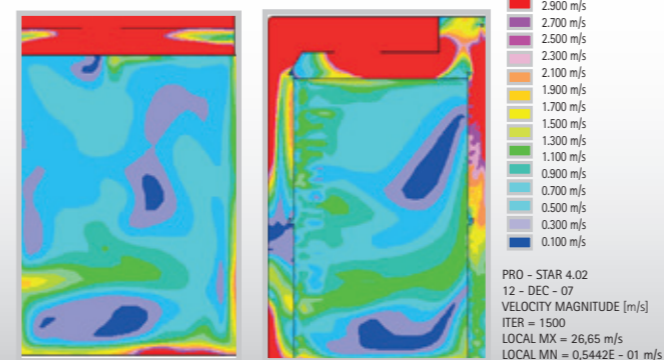 2.900 m/s
2.700 m/s
2.500 m/s
2.300 m/s
2.100 m/s
1.900 m/s
1.700 m/s
1.500 m/s
1.300 m/s
1.100 m/s
0.900 m/s
0.700 m/s
0.500 m/s
0.300 m/s
0.100 m/s
PRO - STAR 4.02
12 - DEC - 07
VELOCITY MAGNITUDE [m/s]
ITER = 1500
LOCAL MX = 26,65 m/s
LOCAL MN = 0,5442E - 01 m/s